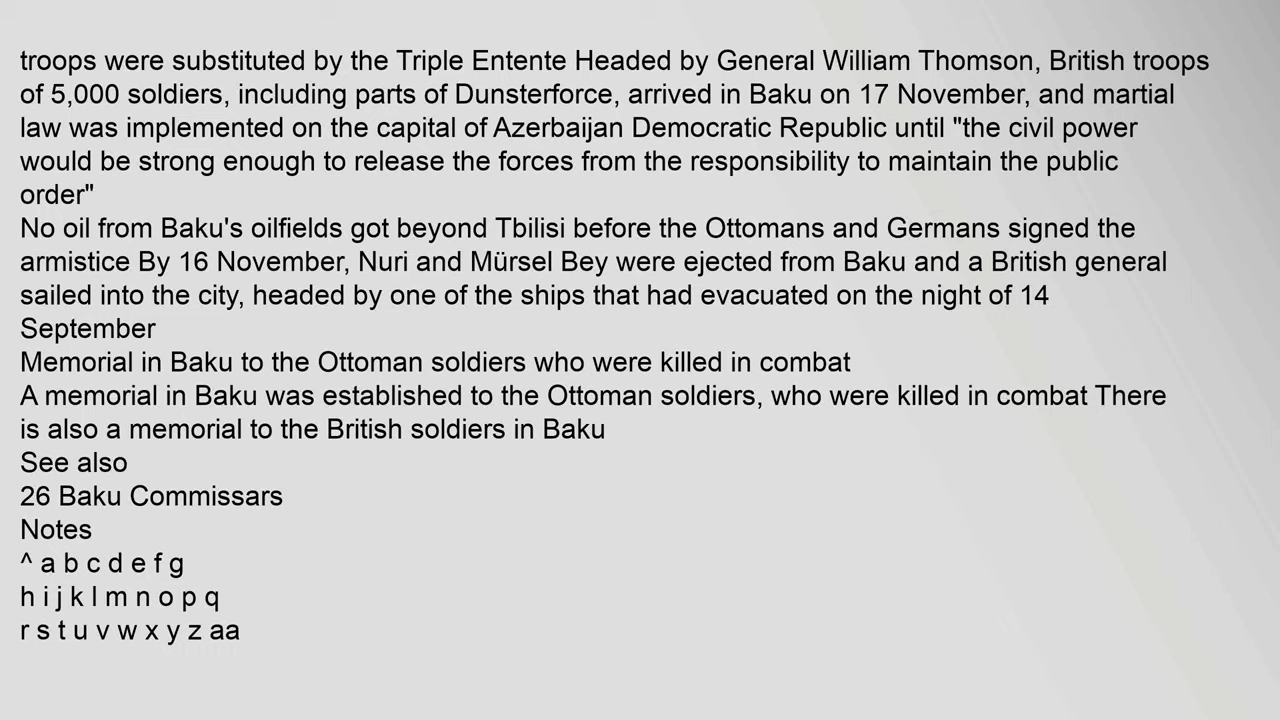 troops were substituted by the Triple Entente Headed by General William Thomson, British troops
of 5,000 soldiers, including parts of Dunsterforce, arrived in Baku on 17 November, and martial
law was implemented on the capital of Azerbaijan Democratic Republic until "the civil power
would be strong enough to release the forces from the responsibility to maintain the public
order"
No oil from Baku's oilfields got beyond Tbilisi before the Ottomans and Germans signed the
armistice By 16 November, Nuri and Mürsel Bey were ejected from Baku and a British general
sailed into the city, headed by one of the ships that had evacuated on the night of 14
September
Memorial in Baku to the Ottoman soldiers who were killed in combat
A memorial in Baku was established to the Ottoman soldiers, who were killed in combat There
is also a memorial to the British soldiers in Baku
See also
26 Baku Commissars
Notes
^ a b c d e f g
h i j k l m n o p q
r s t u v w x y z aa